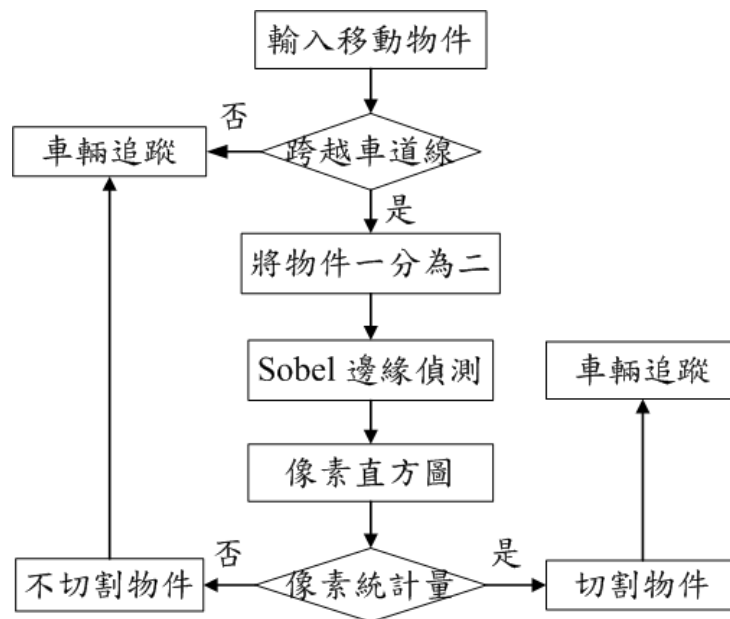 輸入移動物件
否
車輛追蹤
跨越車道線
是
將物件一分為二
Sobel 邊緣偵測
車輛追蹤
像素直方圖
否
是
不切割物件
像素統計量
切割物件